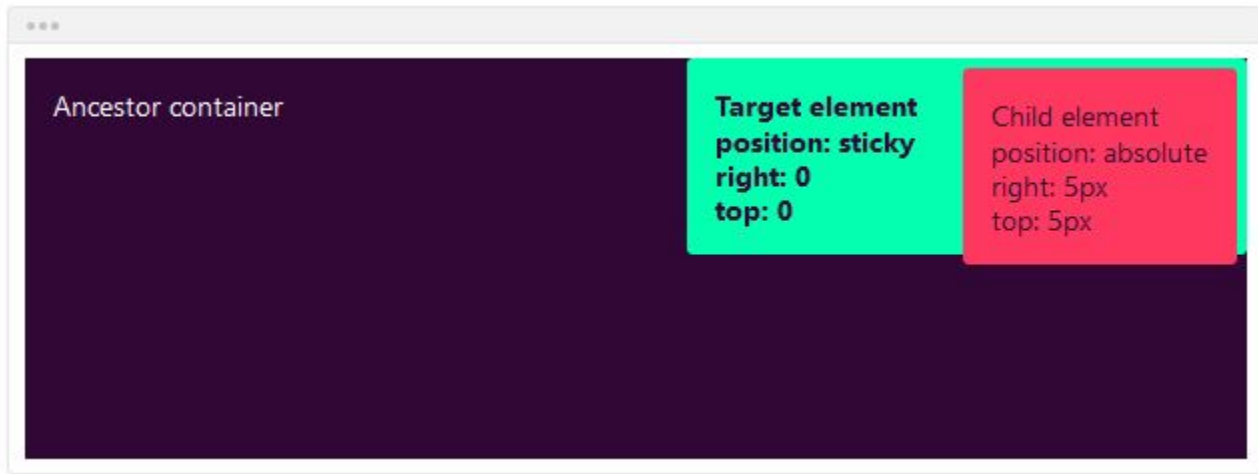 Ancestor container
Target element
position: sticky
right: 0
top: 0
Child element
position: absolute
right: 5px
top: 5px